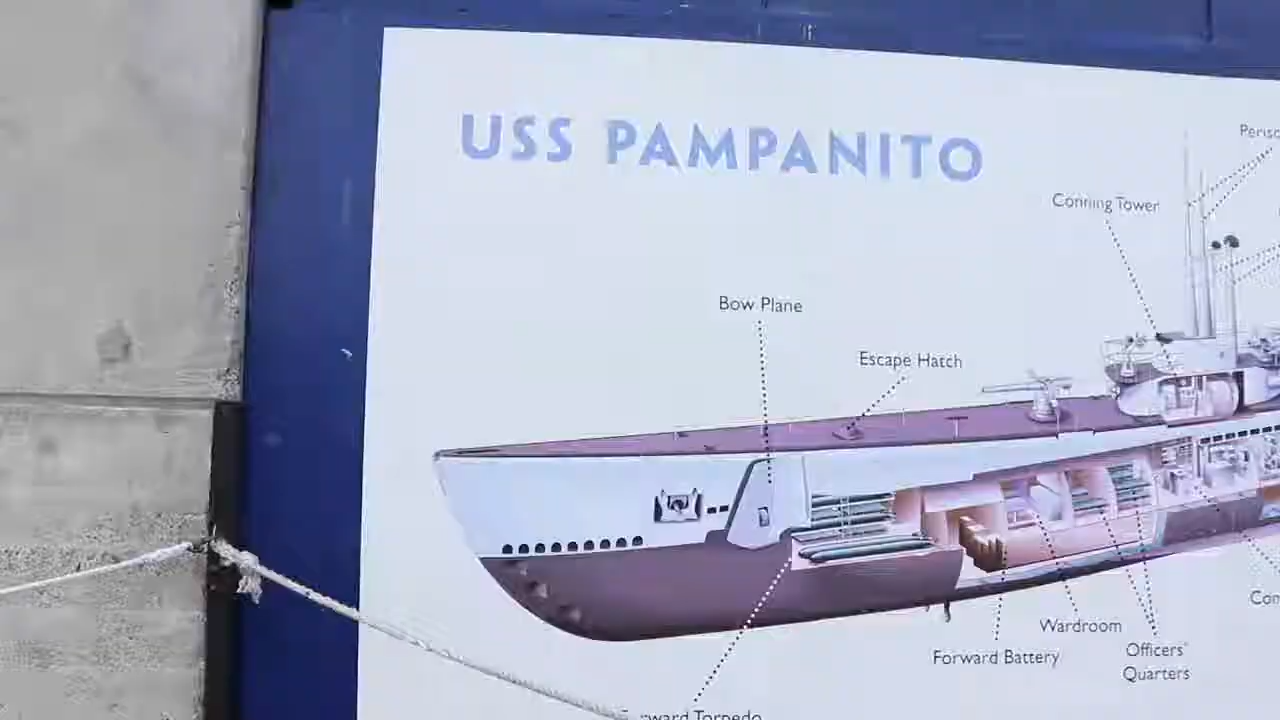 USS PAMPANITO
Conning Tower
Bow Plane
Escape Hatch
Wardroom
Officers'
Quarters
Forward Battery